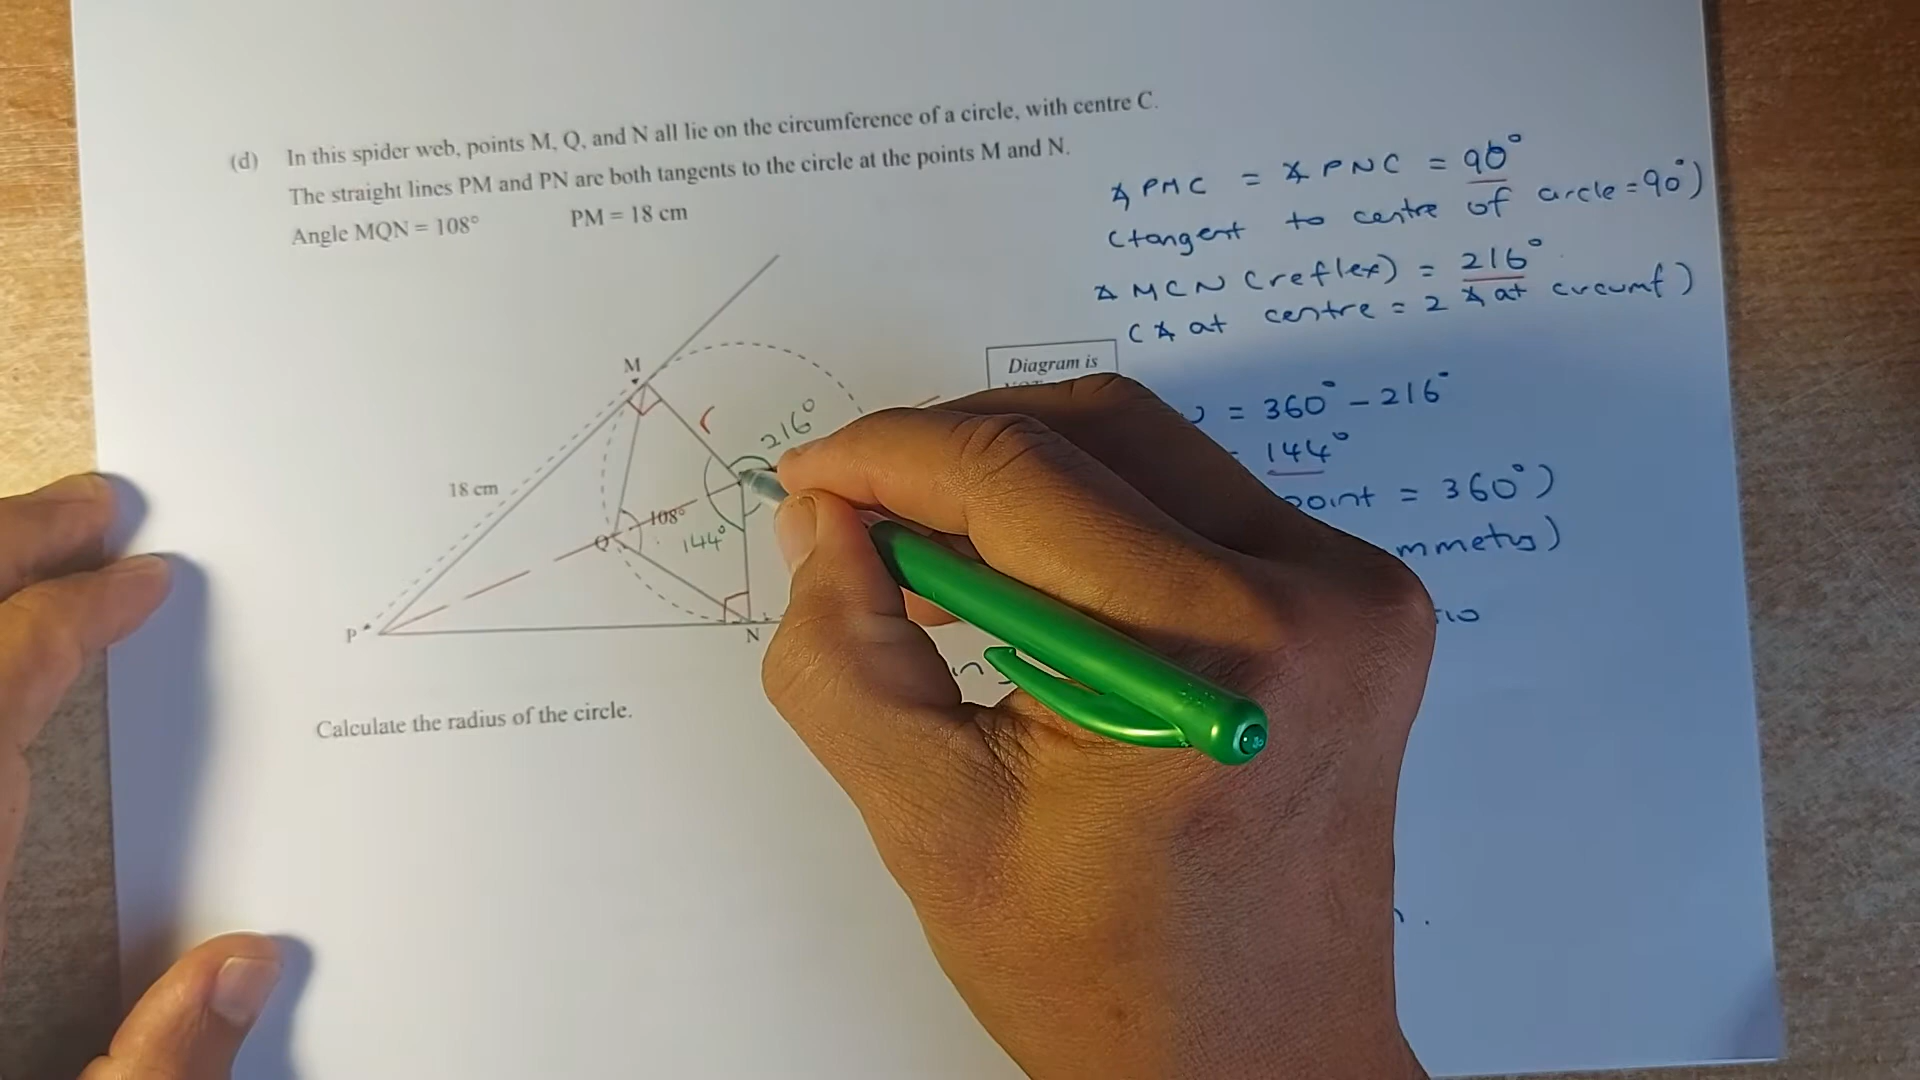 (d) In this spider web, points M, Q, and N all lie on the circumference of a circle, with centre C.
The straight lines PM and PN are both tangents to the circle at the points M and N.
Angle MQN = 108° PM = 18 cm
M
18 cm
216°
Q
108°
144°
P
N
r
Diagram is
Calculate the radius of the circle.
∡ PMC = ∡ PNC = 90°
(tangent to centre of circle = 90°)
∡ MCN (reflex) = 216°
(∡ at centre = 2 ∡ at circumf)
= 360° - 216°
144°
point = 360°)